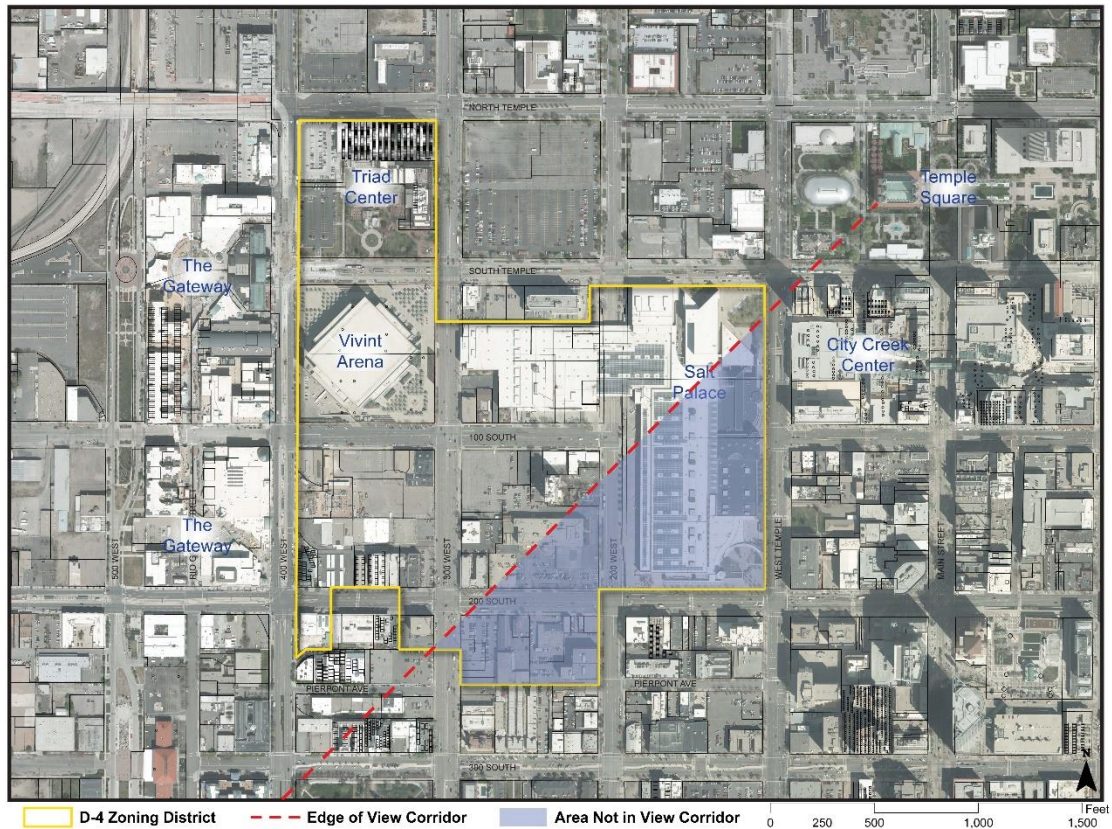 NORTH TEMPLE
Triad
Center
Temple
Square
The
Gateway
SOUTH TEMPLE
Vivint
Arena
City Creek
Center
Salt
Palace
100 SOUTH
The
Gateway
500 WEST
400 WEST
300 WEST
200 WEST
WEST TEMPLE
MAIN STREET
200 SOUTH
PIERPONT AVE
PIERPONT AVE
300 SOUTH
N
D-4 Zoning District
Edge of View Corridor
Area Not in View Corridor
Feet
0 250 500 1,000 1,500